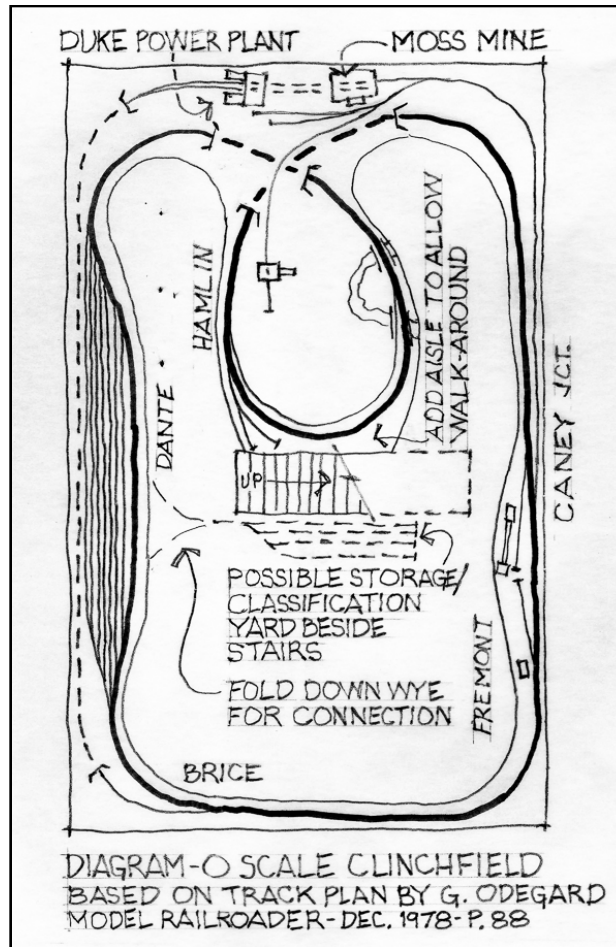 DUKE POWER PLANT
MOSS MINE
HAMLIN
ADD AISLE TO ALLOW
WALK-AROUND
DANTE
CANEY JCT.
UP
POSSIBLE STORAGE/
CLASSIFICATION
YARD BESIDE
STAIRS
FREMONT
FOLD DOWN WYE
FOR CONNECTION
BRICE
DIAGRAM-O SCALE CLINCHFIELD
BASED ON TRACK PLAN BY G. ODEGARD
MODEL RAILROADER-DEC. 1978-P. 88